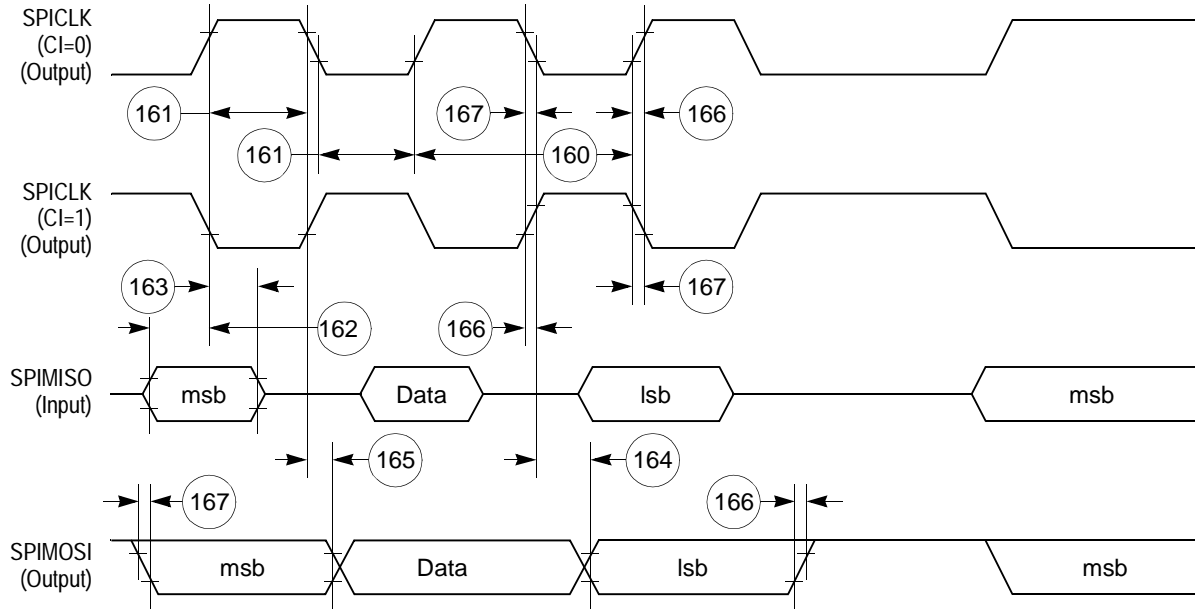 SPICLK
(CI=0)
(Output)
161
167
166
161
160
SPICLK
(CI=1)
(Output)
163
167
162
166
SPIMISO
(Input)
msb
Data
lsb
msb
165
164
167
166
SPIMOSI
(Output)
msb
Data
lsb
msb